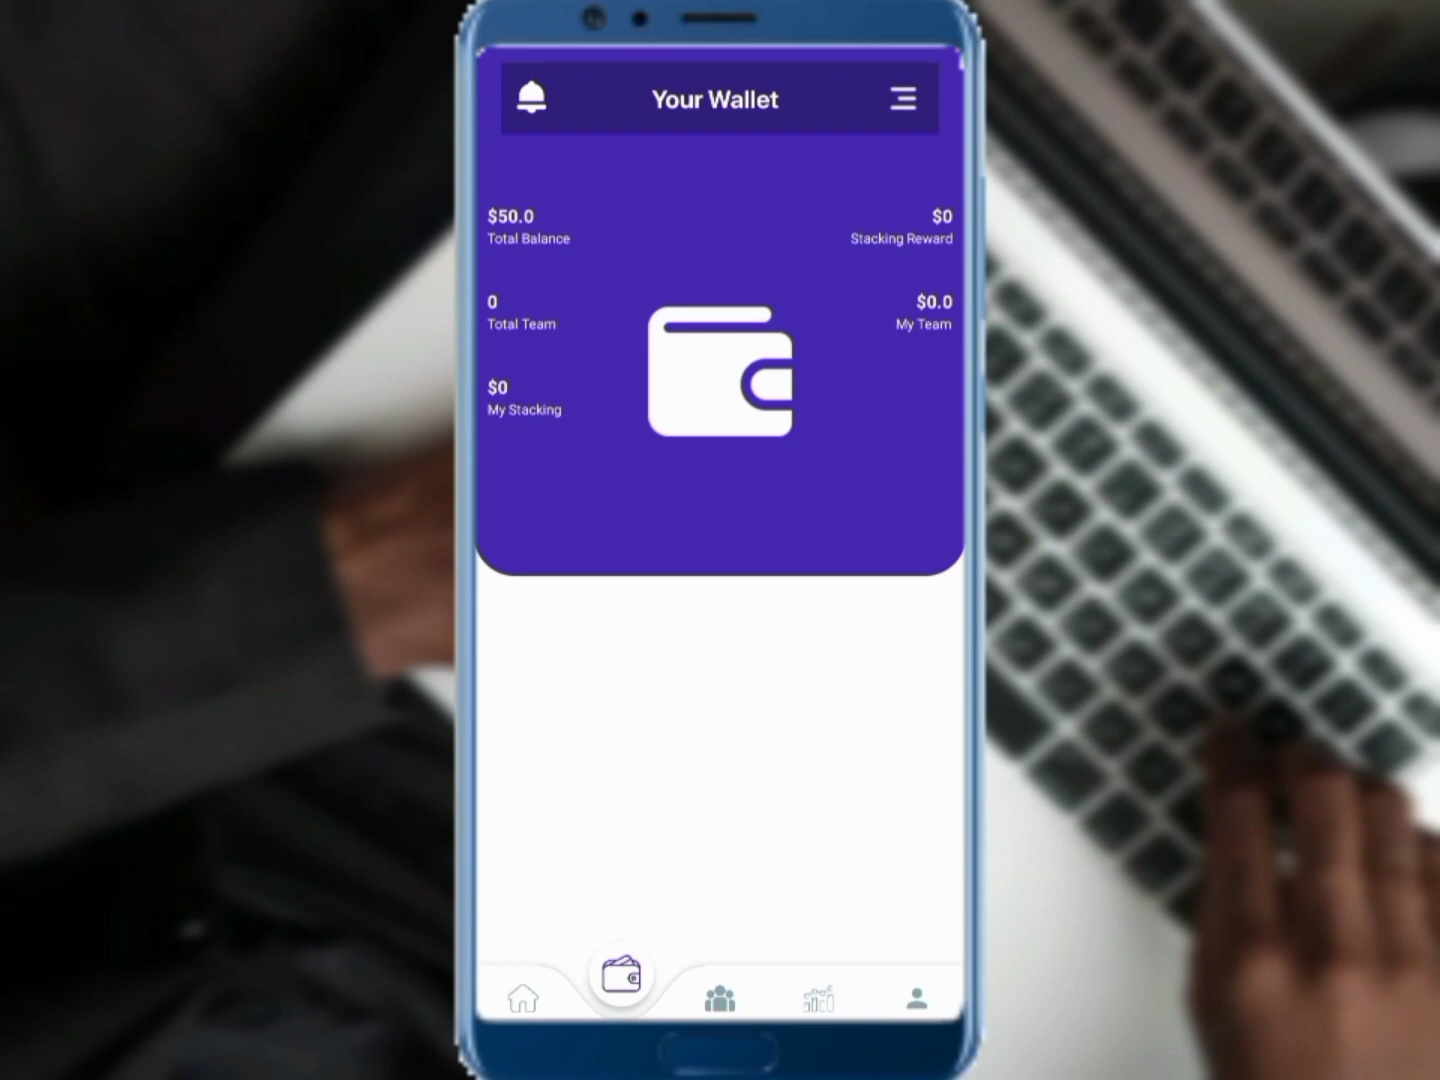 Your Wallet
$50.0
Total Balance
$0
Stacking Reward
0
Total Team
$0.0
My Team
$0
My Stacking